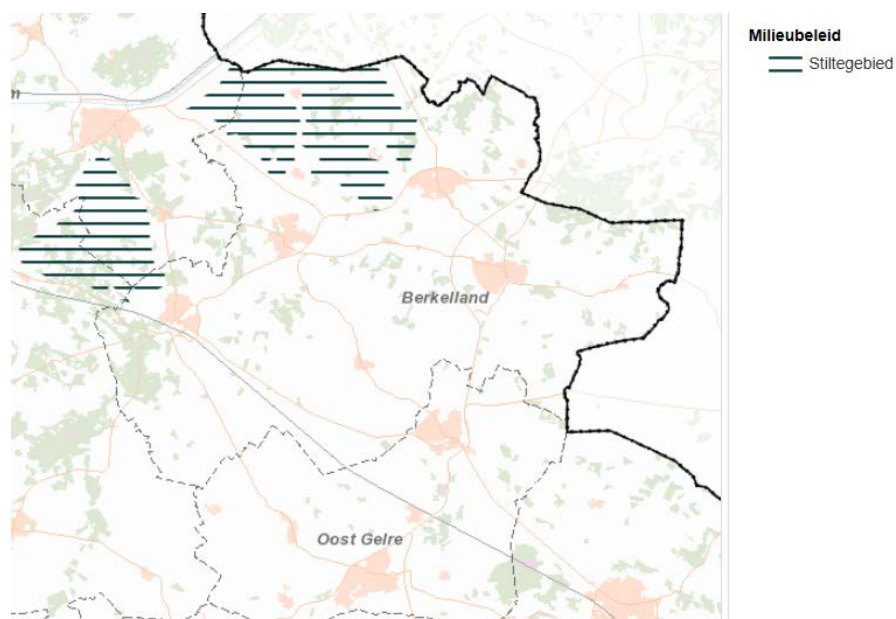 Milieubeleid
Stiltegebied
m
Berkelland
Oost Gelre